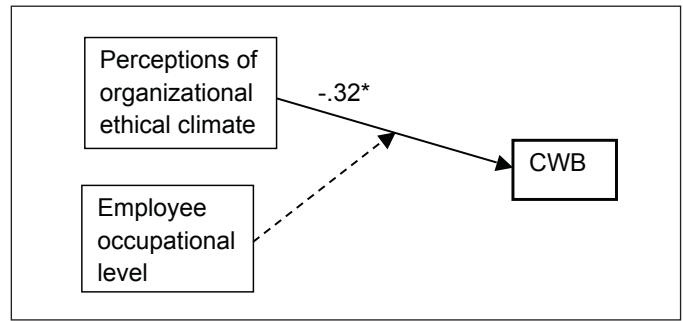 Perceptions of
organizational
ethical climate
-.32*
CWB
Employee
occupational
level